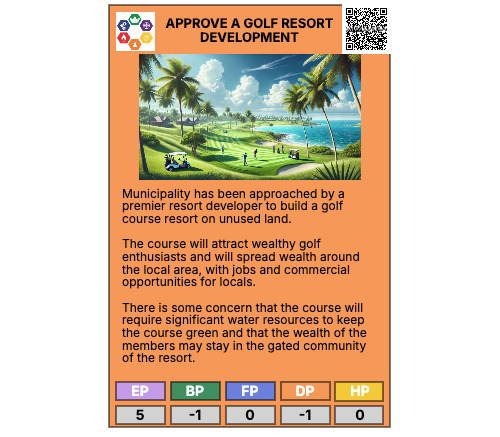 APPROVE A GOLF RESORT
DEVELOPMENT
Municipality has been approached by a
premier resort developer to build a golf
course resort on unused land.
The course will attract wealthy golf
enthusiasts and will spread wealth around
the local area, with jobs and commercial
opportunities for locals.
There is some concern that the course will
require significant water resources to keep
the course green and that the wealth of the
members may stay in the gated community
of the resort.
EP BP FP DP HP
5 -1 0 -1 0